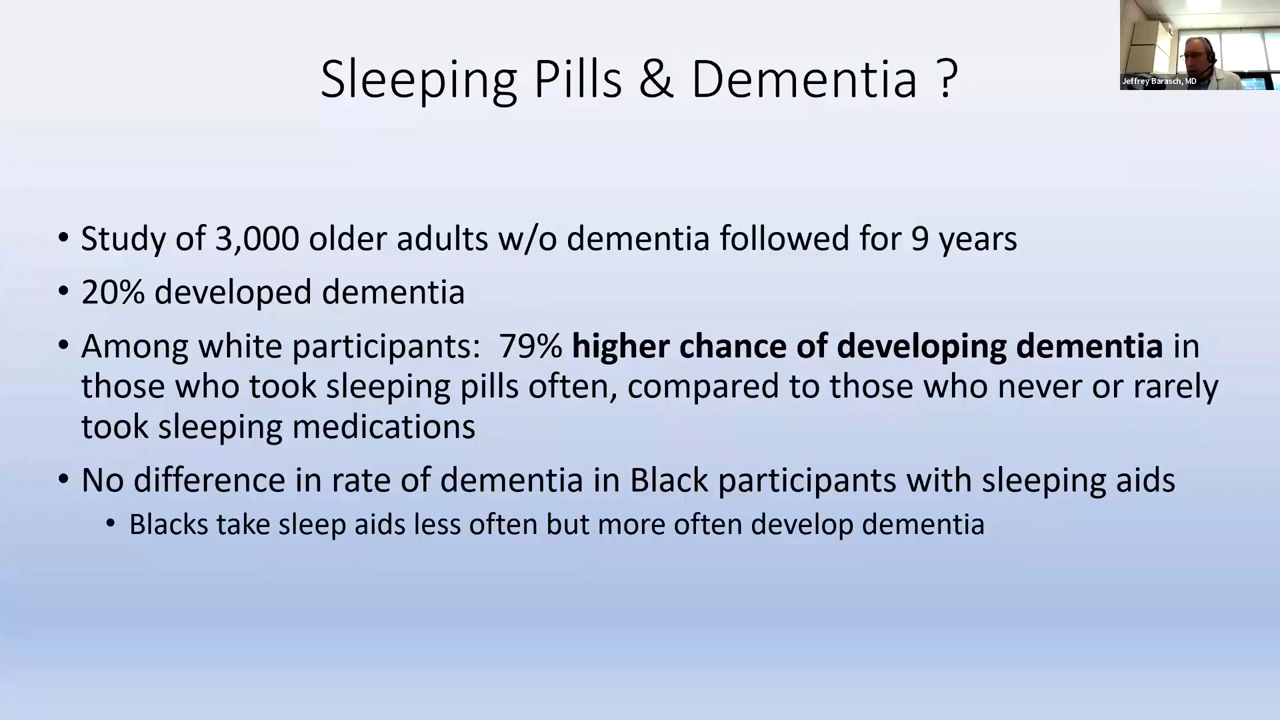 Sleeping Pills & Dementia ?
Jeffrey Barasch, MD
• Study of 3,000 older adults w/o dementia followed for 9 years
• 20% developed dementia
• Among white participants: 79% higher chance of developing dementia in
those who took sleeping pills often, compared to those who never or rarely
took sleeping medications
• No difference in rate of dementia in Black participants with sleeping aids
• Blacks take sleep aids less often but more often develop dementia